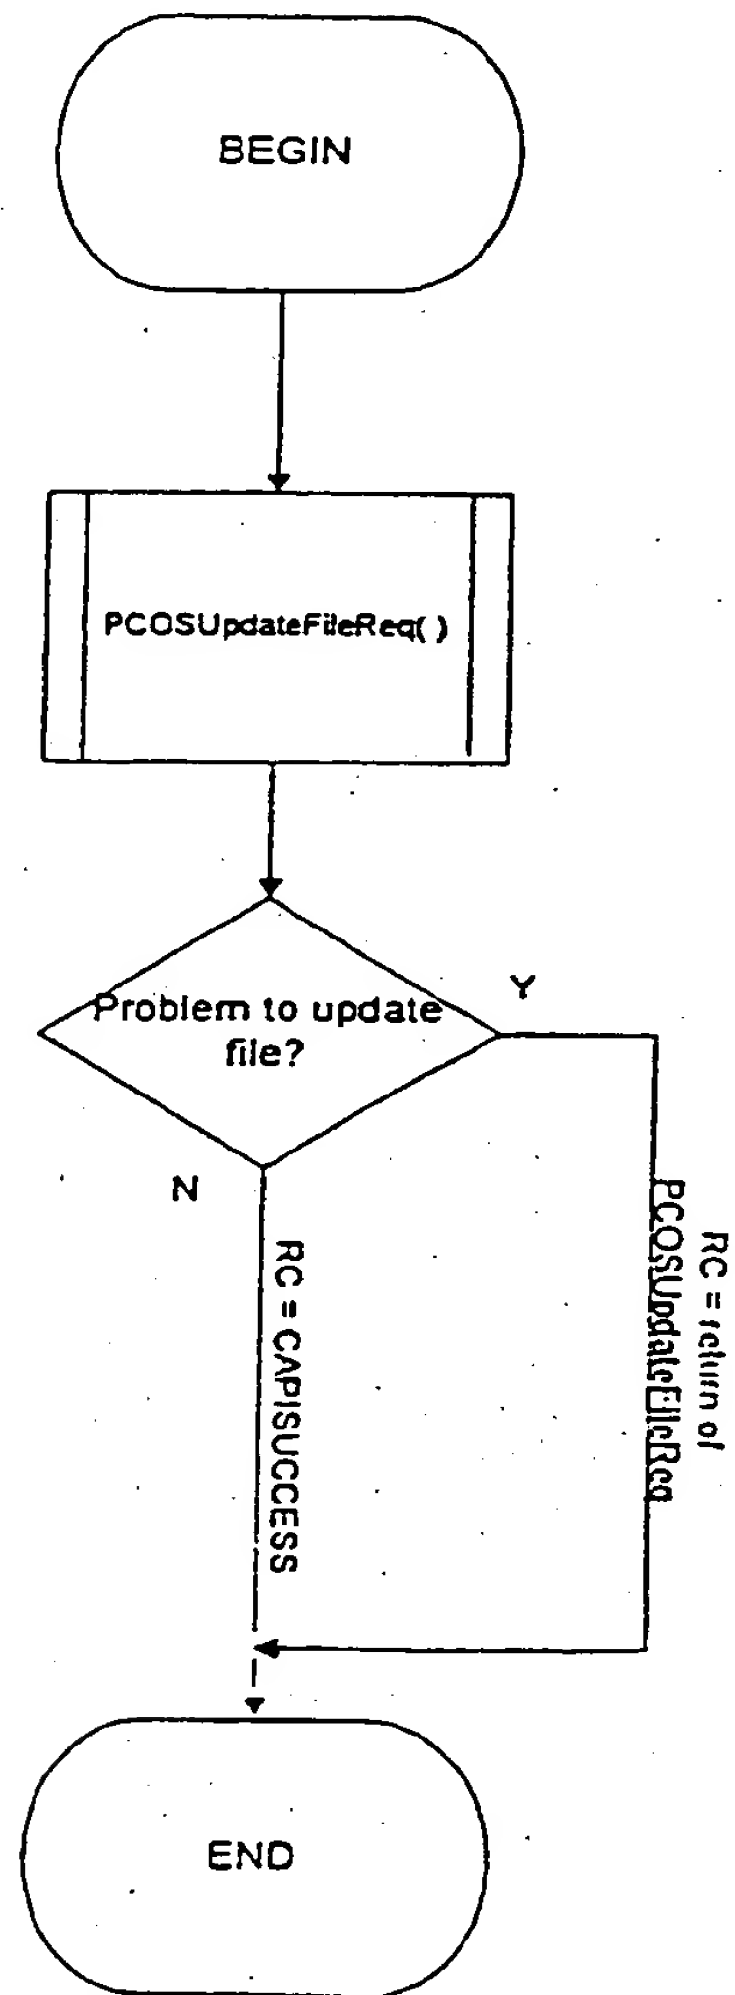 BEGIN
PCOSUpdateFileReq( )
Problem to update
file?
Y
N
RC = CAPISUCCESS
RC = return of
PCOSUpdateFileReq
END